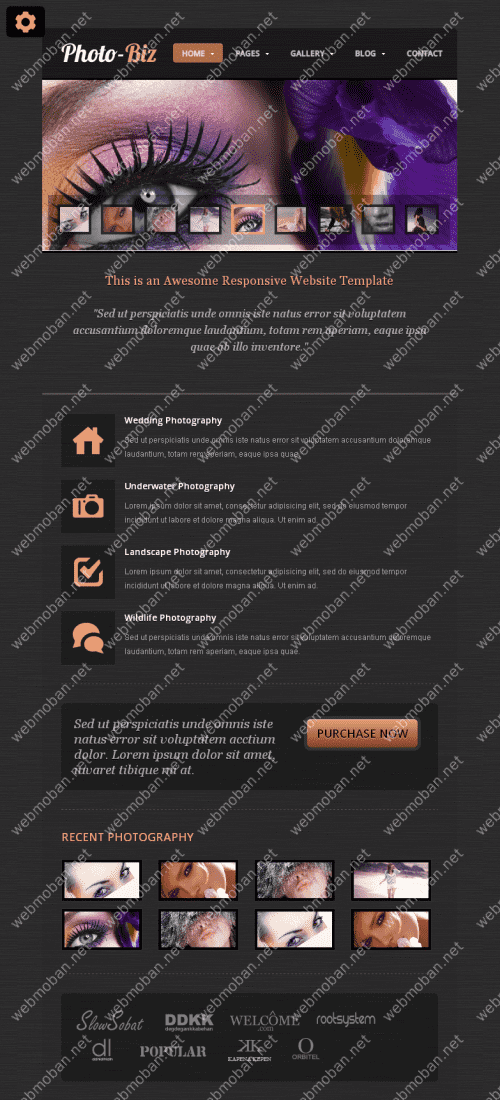 Photo-Biz HOME PAGES GALLERY BLOG CONTACT
This is an Awesome Responsive Website Template
"Sed ut perspiciatis unde omnis iste natus error sit voluptatem
accusantium doloremque laudantium, totam rem aperiam, eaque ipsa
quae ab illo inventore."
Wedding Photography
Sed ut perspiciatis unde omnis iste natus error sit voluptatem accusantium doloremque
laudantium, totam rem aperiam, eaque ipsa quae.
Underwater Photography
Lorem ipsum dolor sit amet, consectetur adipisicing elit, sed do eiusmod tempor
incididunt ut labore et dolore magna aliqua. Ut enim ad.
Landscape Photography
Lorem ipsum dolor sit amet, consectetur adipisicing elit, sed do eiusmod tempor
incididunt ut labore et dolore magna aliqua. Ut enim ad.
Wildlife Photography
Sed ut perspiciatis unde omnis iste natus error sit voluptatem accusantium doloremque
laudantium, totam rem aperiam, eaque ipsa quae.
Sed ut perspiciatis unde omnis iste
natus error sit voluptatem acctium
dolor. Lorem ipsum dolor sit amet,
mivaret tibique mi at.
PURCHASE NOW
RECENT PHOTOGRAPHY
SlowSobat DDKK WELCOME .com rootsystem
dl POPULAR KK ORBITEL
webmoban.net